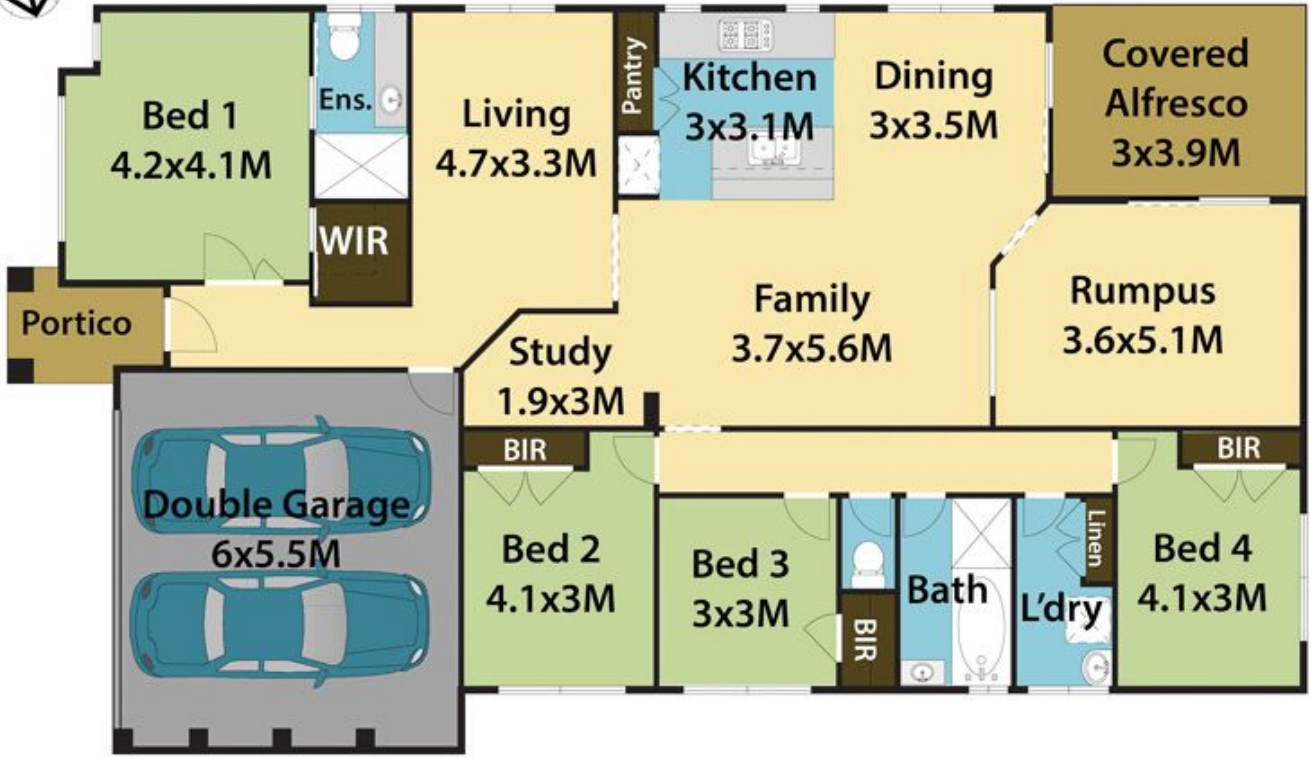 Bed 1
4.2x4.1M
Ens.
Living
4.7x3.3M
Pantry
Kitchen
3x3.1M
Dining
3x3.5M
Covered
Alfresco
3x3.9M
WIR
Portico
Study
1.9x3M
Family
3.7x5.6M
Rumpus
3.6x5.1M
Double Garage
6x5.5M
BIR
Bed 2
4.1x3M
Bed 3
3x3M
BIR
Bath
L'dry
Linen
BIR
Bed 4
4.1x3M